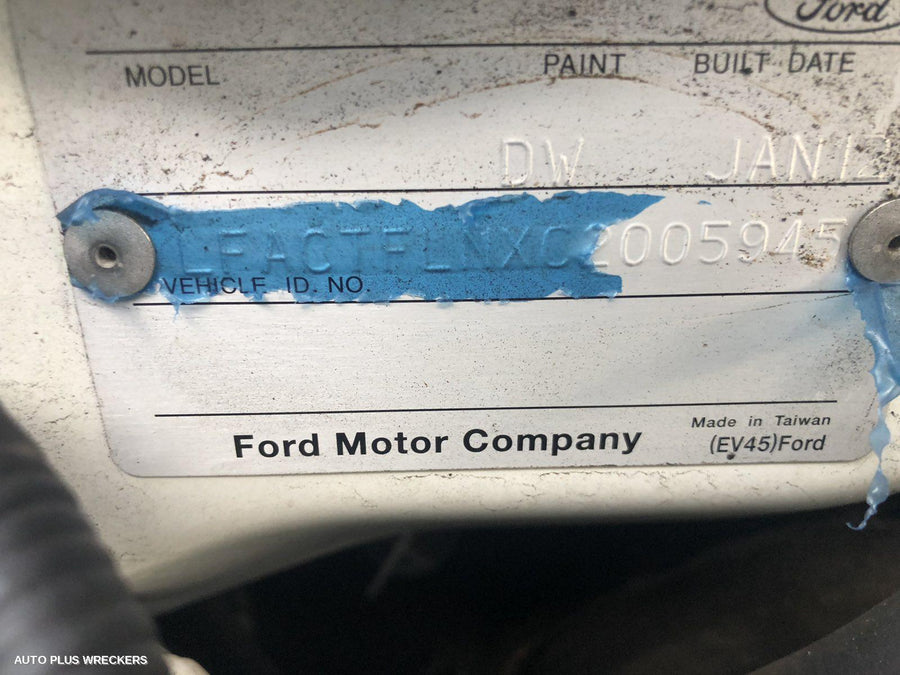 Ford
MODEL PAINT BUILT DATE
DW JAN12
LFACTFLNXC2005945
VEHICLE ID. NO.
Made in Taiwan
Ford Motor Company (EV45)Ford
AUTO PLUS WRECKERS